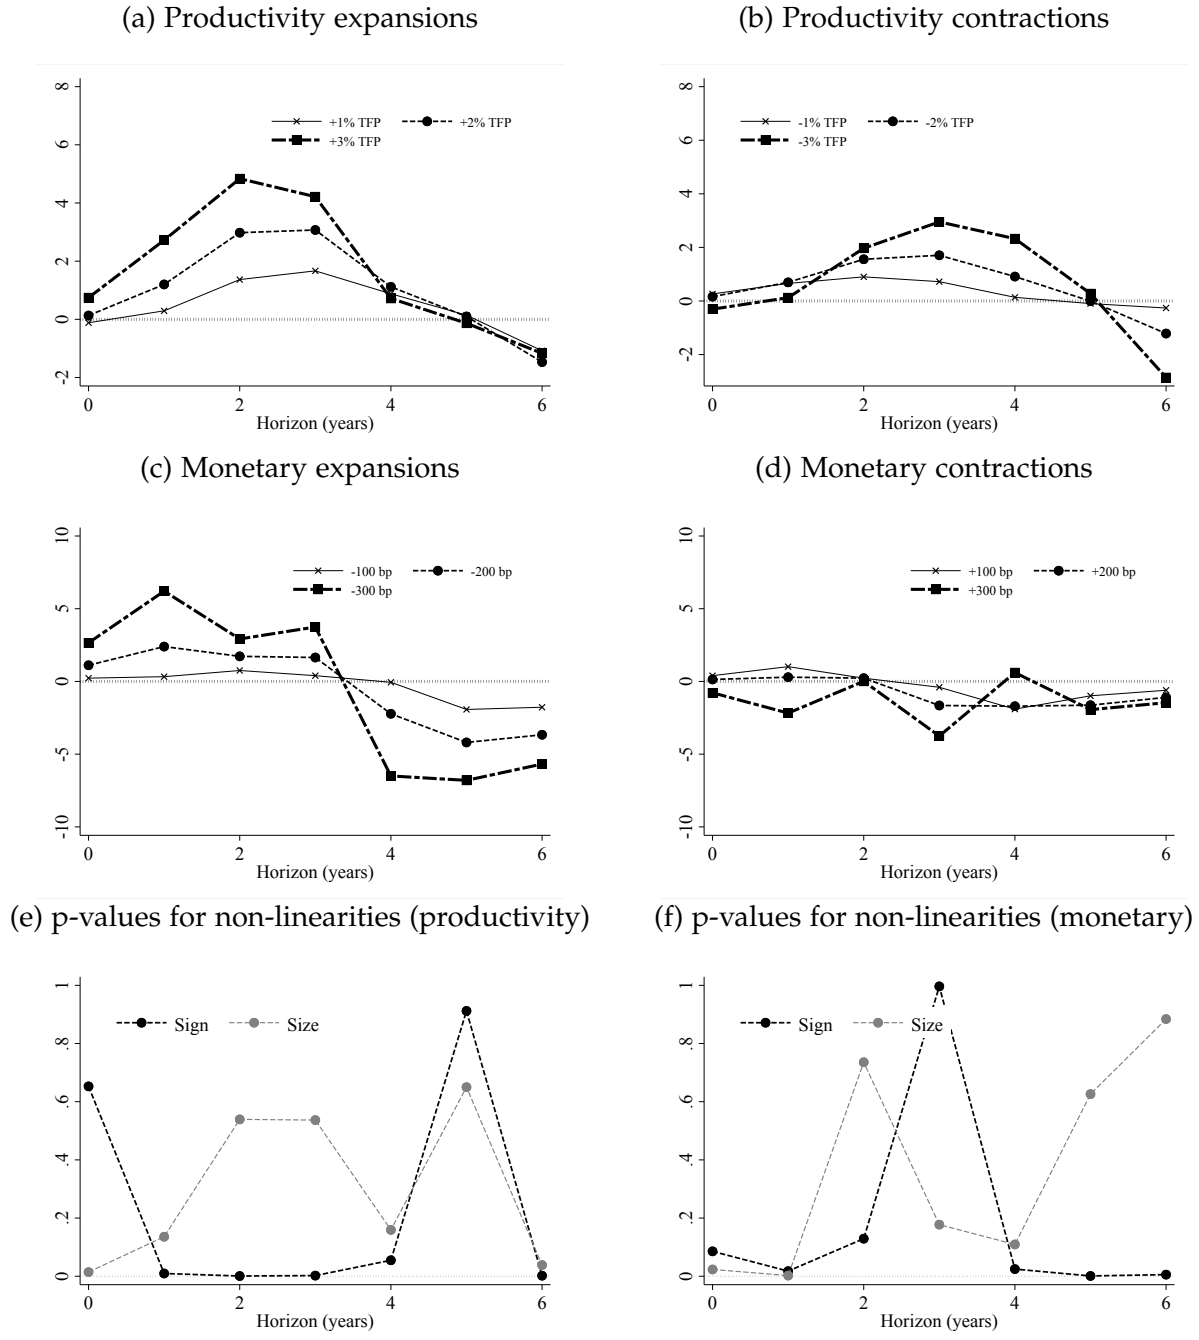 (a) Productivity expansions
(b) Productivity contractions
8
6
4
2
0
-2
+1% TFP
+2% TFP
+3% TFP
0
2
4
6
Horizon (years)
8
6
4
2
0
-2
-1% TFP
-2% TFP
-3% TFP
0
2
4
6
Horizon (years)
(c) Monetary expansions
(d) Monetary contractions
10
5
0
-5
-10
-100 bp
-200 bp
-300 bp
0
2
4
6
Horizon (years)
10
5
0
-5
-10
+100 bp
+200 bp
+300 bp
0
2
4
6
Horizon (years)
(e) p-values for non-linearities (productivity)
(f) p-values for non-linearities (monetary)
1
.8
.6
.4
.2
0
Sign
Size
0
2
4
6
Horizon (years)
1
.8
.6
.4
.2
0
Sign
Size
0
2
4
6
Horizon (years)